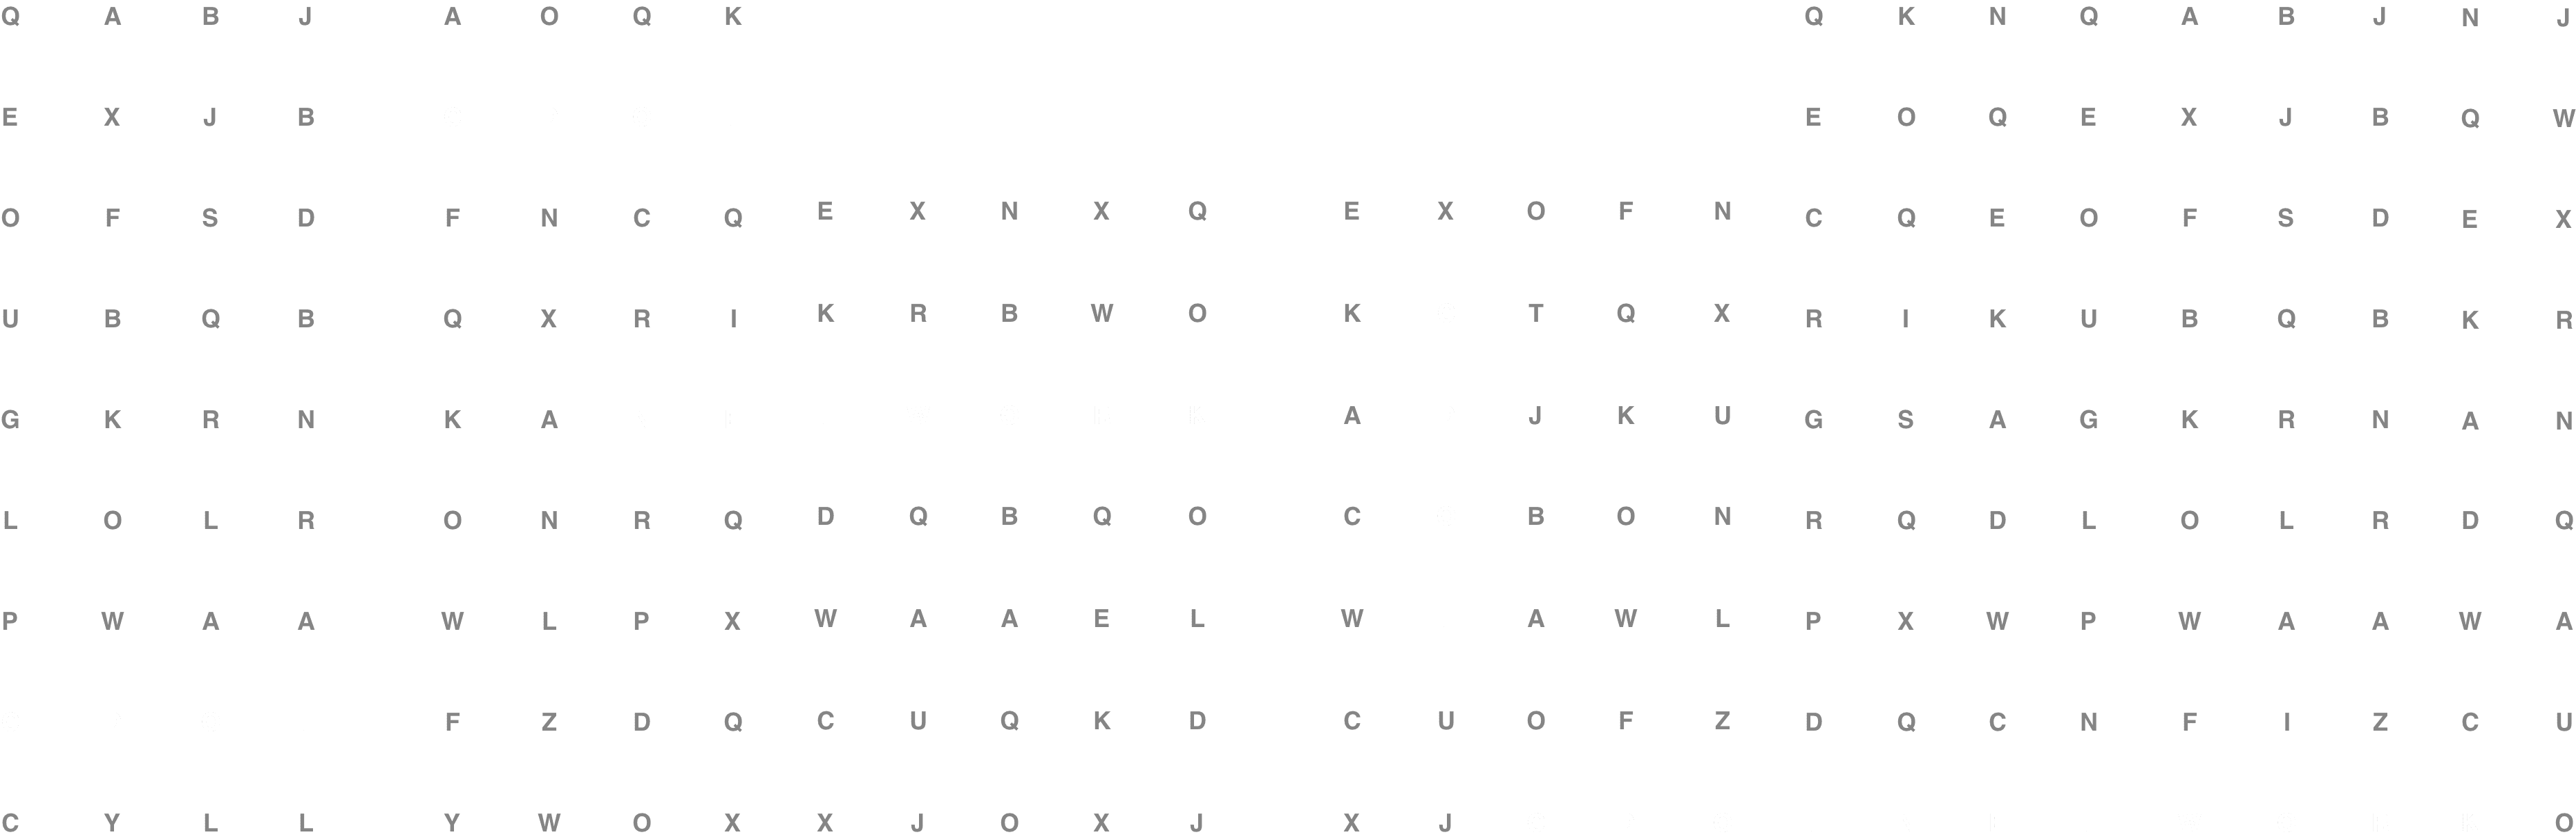 Q A B J A O Q K Q K N Q A B J N J
E X J B E O Q E X J B Q W
O F S D F N C Q E X N X Q E X O F N C Q E O F S D E X
U B Q B Q X R I K R B W O K T Q X R I K U B Q B K R
G K R N K A A J K U G S A G K R N A N
L O L R O N R Q D Q B Q O C B O N R Q D L O L R D Q
P W A A W L P X W A A E L W A W L P X W P W A A W A
F Z D Q C U Q K D C U O F Z D Q C N F I Z C U
C Y L L Y W O X X J O X J X J O